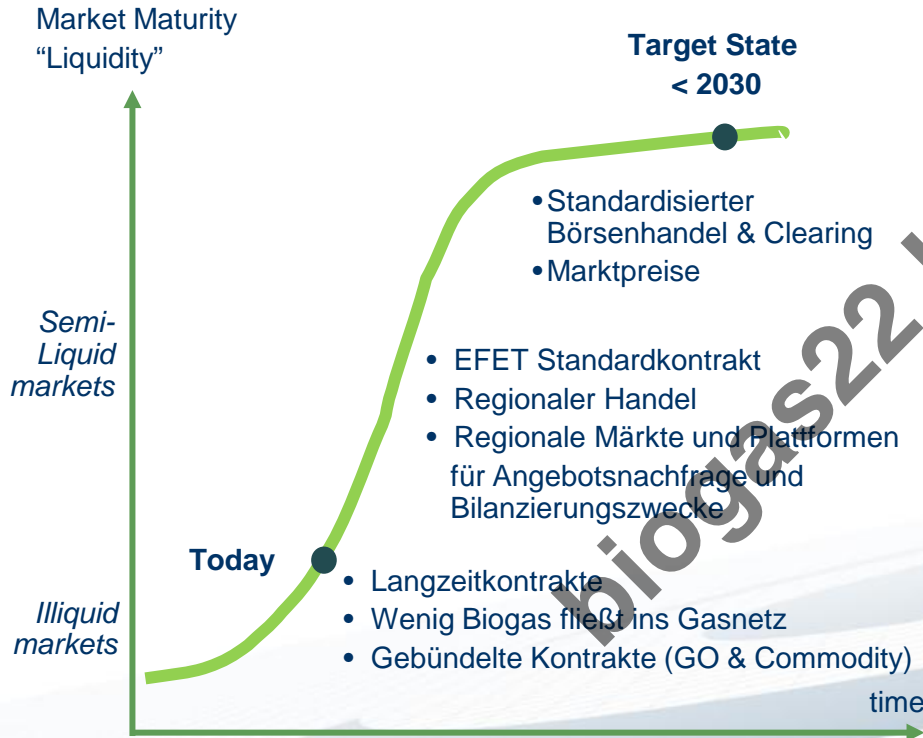 Market Maturity
“Liquidity”
Target State
< 2030
•Standardisierter
Börsenhandel & Clearing
•Marktpreise
Semi-
Liquid
markets
• EFET Standardkontrakt
• Regionaler Handel
• Regionale Märkte und Plattformen
für Angebotsnachfrage und
Bilanzierungszwecke
Today
• Langzeitkontrakte
• Wenig Biogas fließt ins Gasnetz
• Gebündelte Kontrakte (GO & Commodity)
Illiquid
markets
time
biogas22